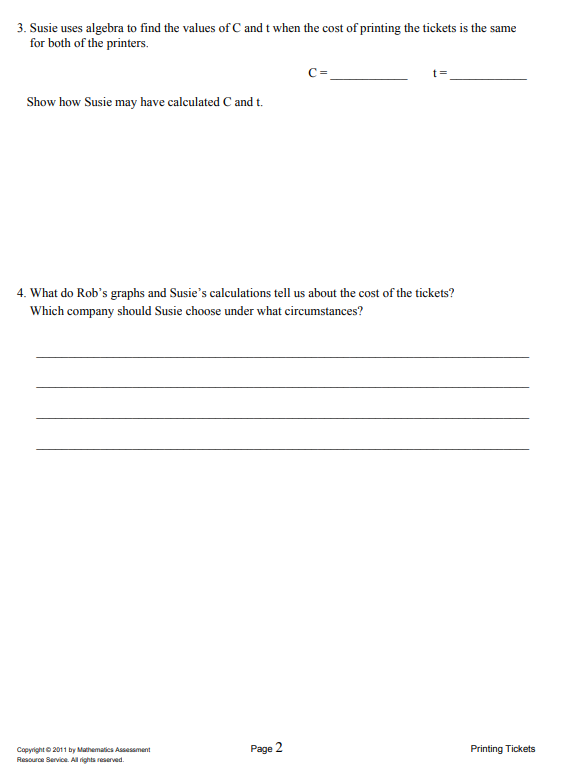 3. Susie uses algebra to find the values of C and t when the cost of printing the tickets is the same
for both of the printers.
C = ____________ t = ____________
Show how Susie may have calculated C and t.
4. What do Rob’s graphs and Susie’s calculations tell us about the cost of the tickets?
Which company should Susie choose under what circumstances?
Copyright © 2011 by Mathematics Assessment
Resource Service. All rights reserved.
Page 2
Printing Tickets